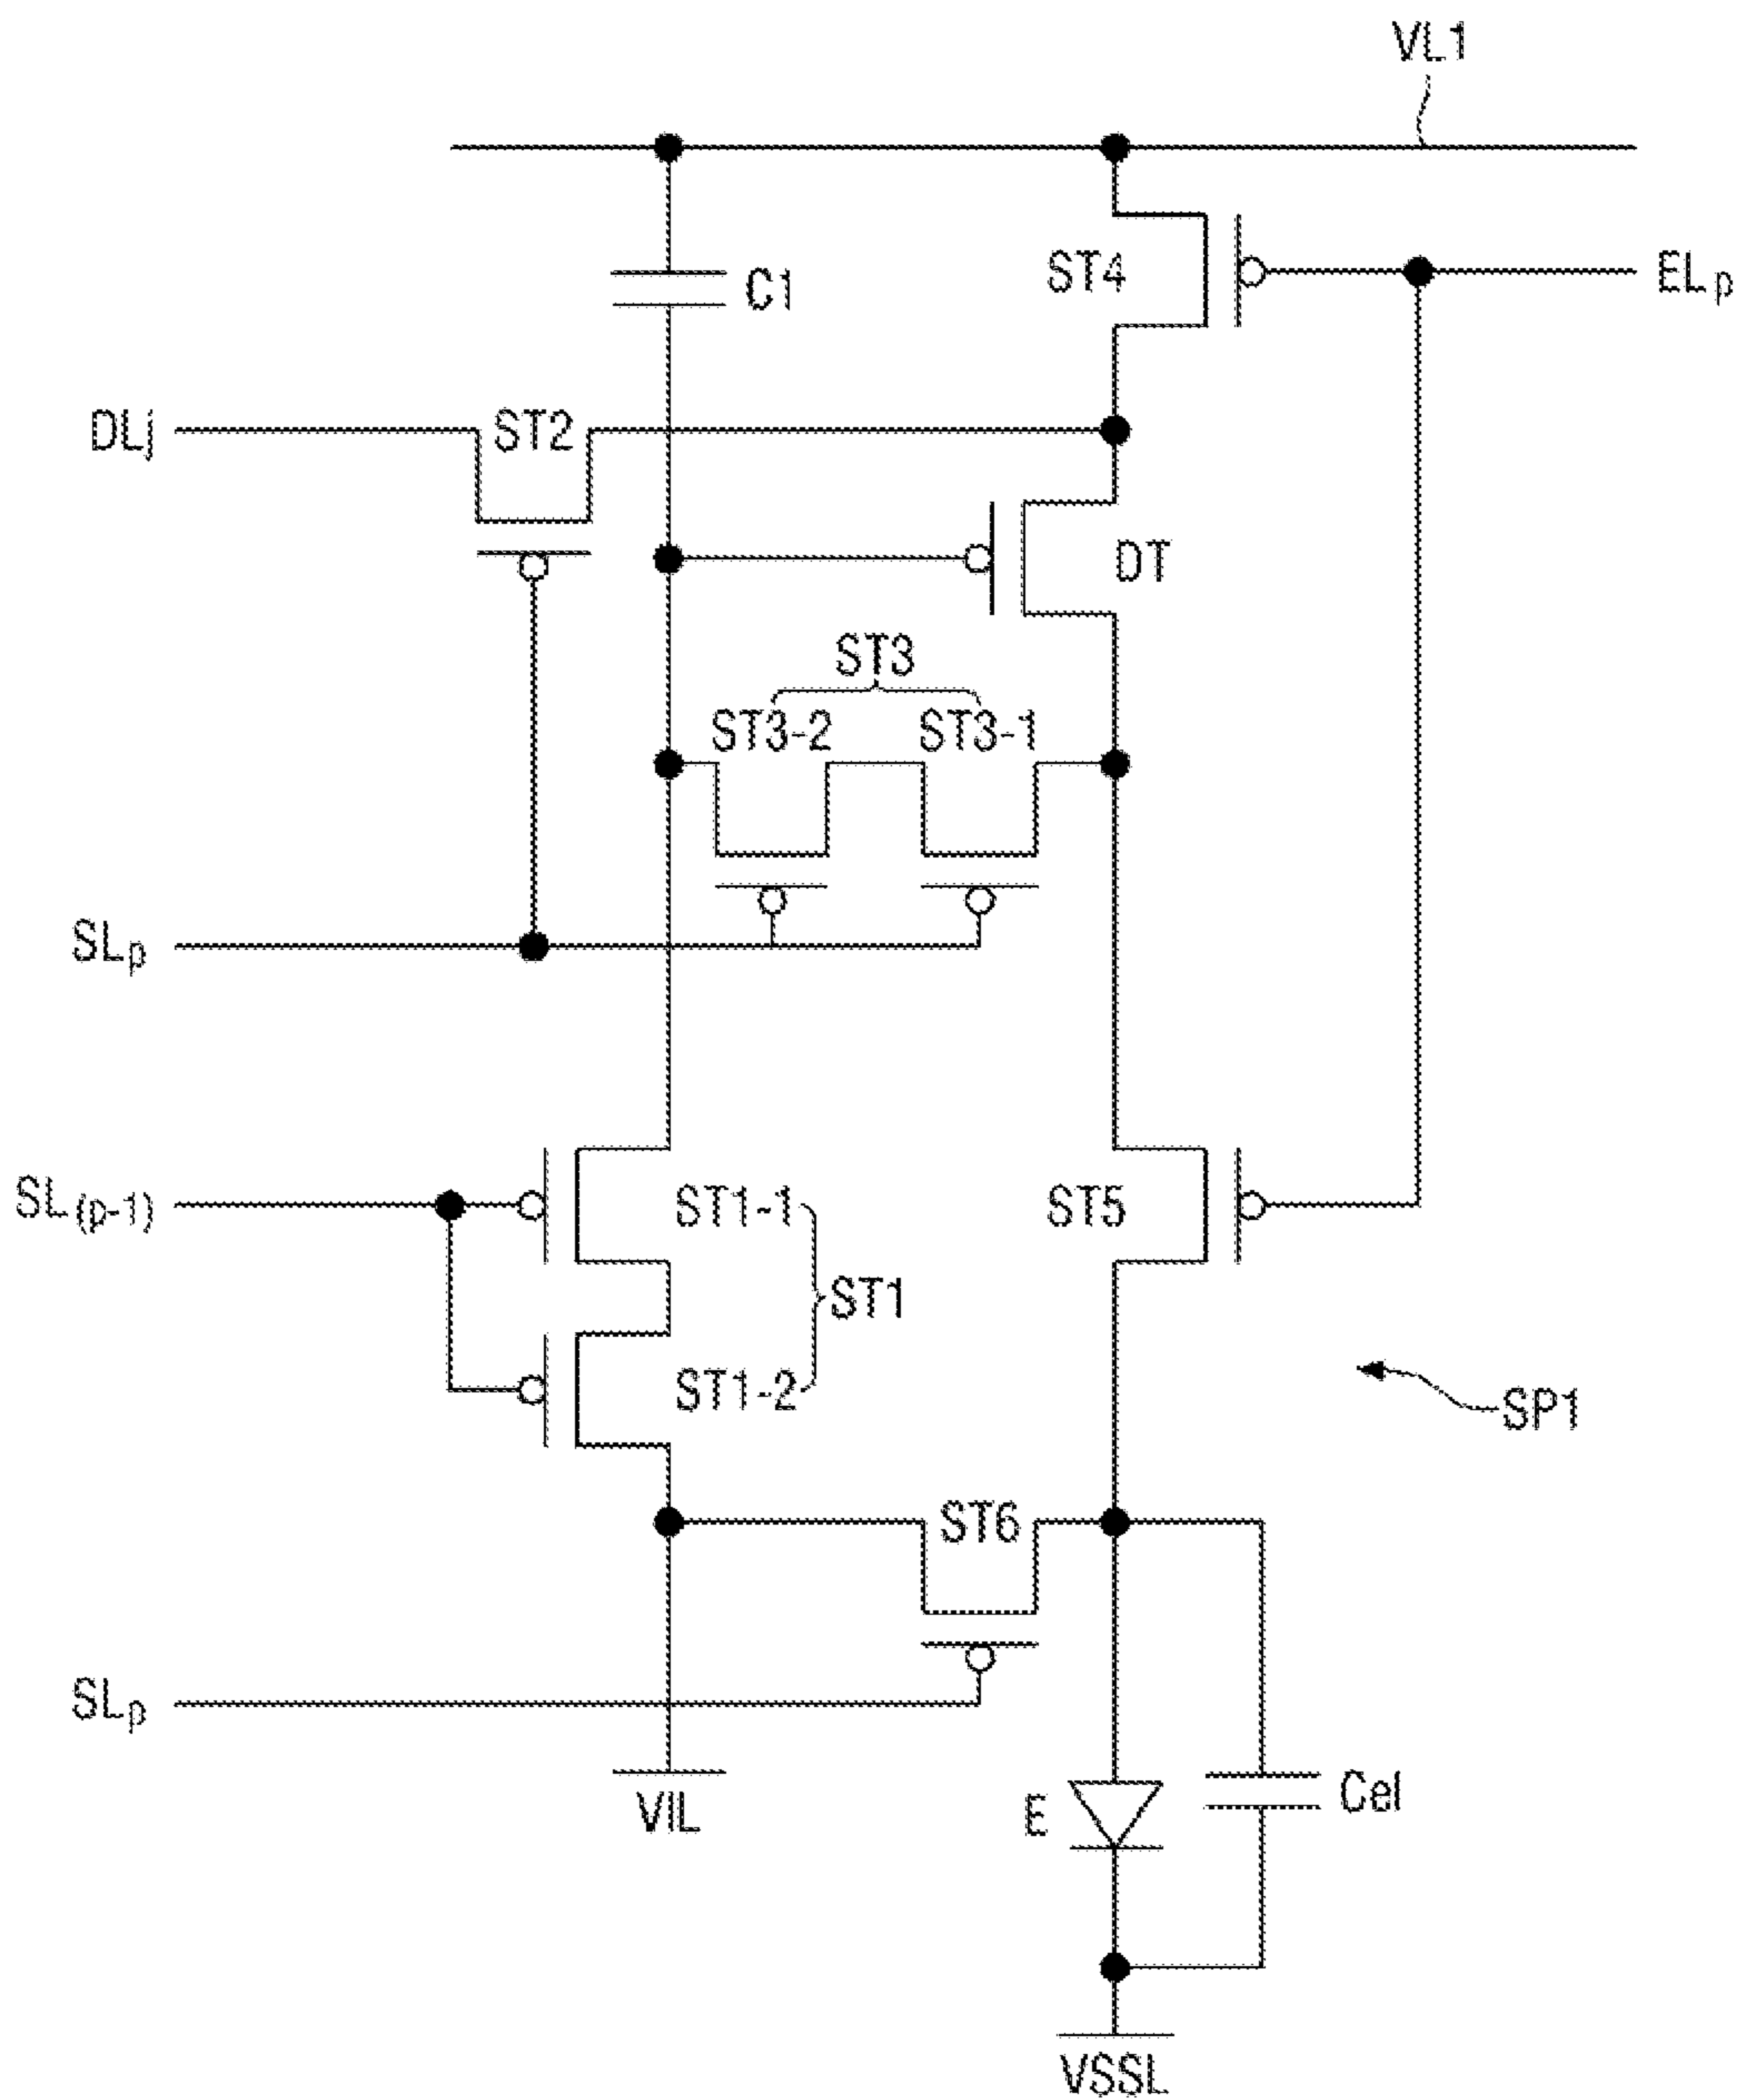 VL1
ST4
ELp
C1
DLj
ST2
DT
ST3
ST3-2
ST3-1
SLp
SL(p-1)
ST1-1
ST5
ST1
ST1-2
SP1
ST6
SLp
VIL
E
Cel
VSSL